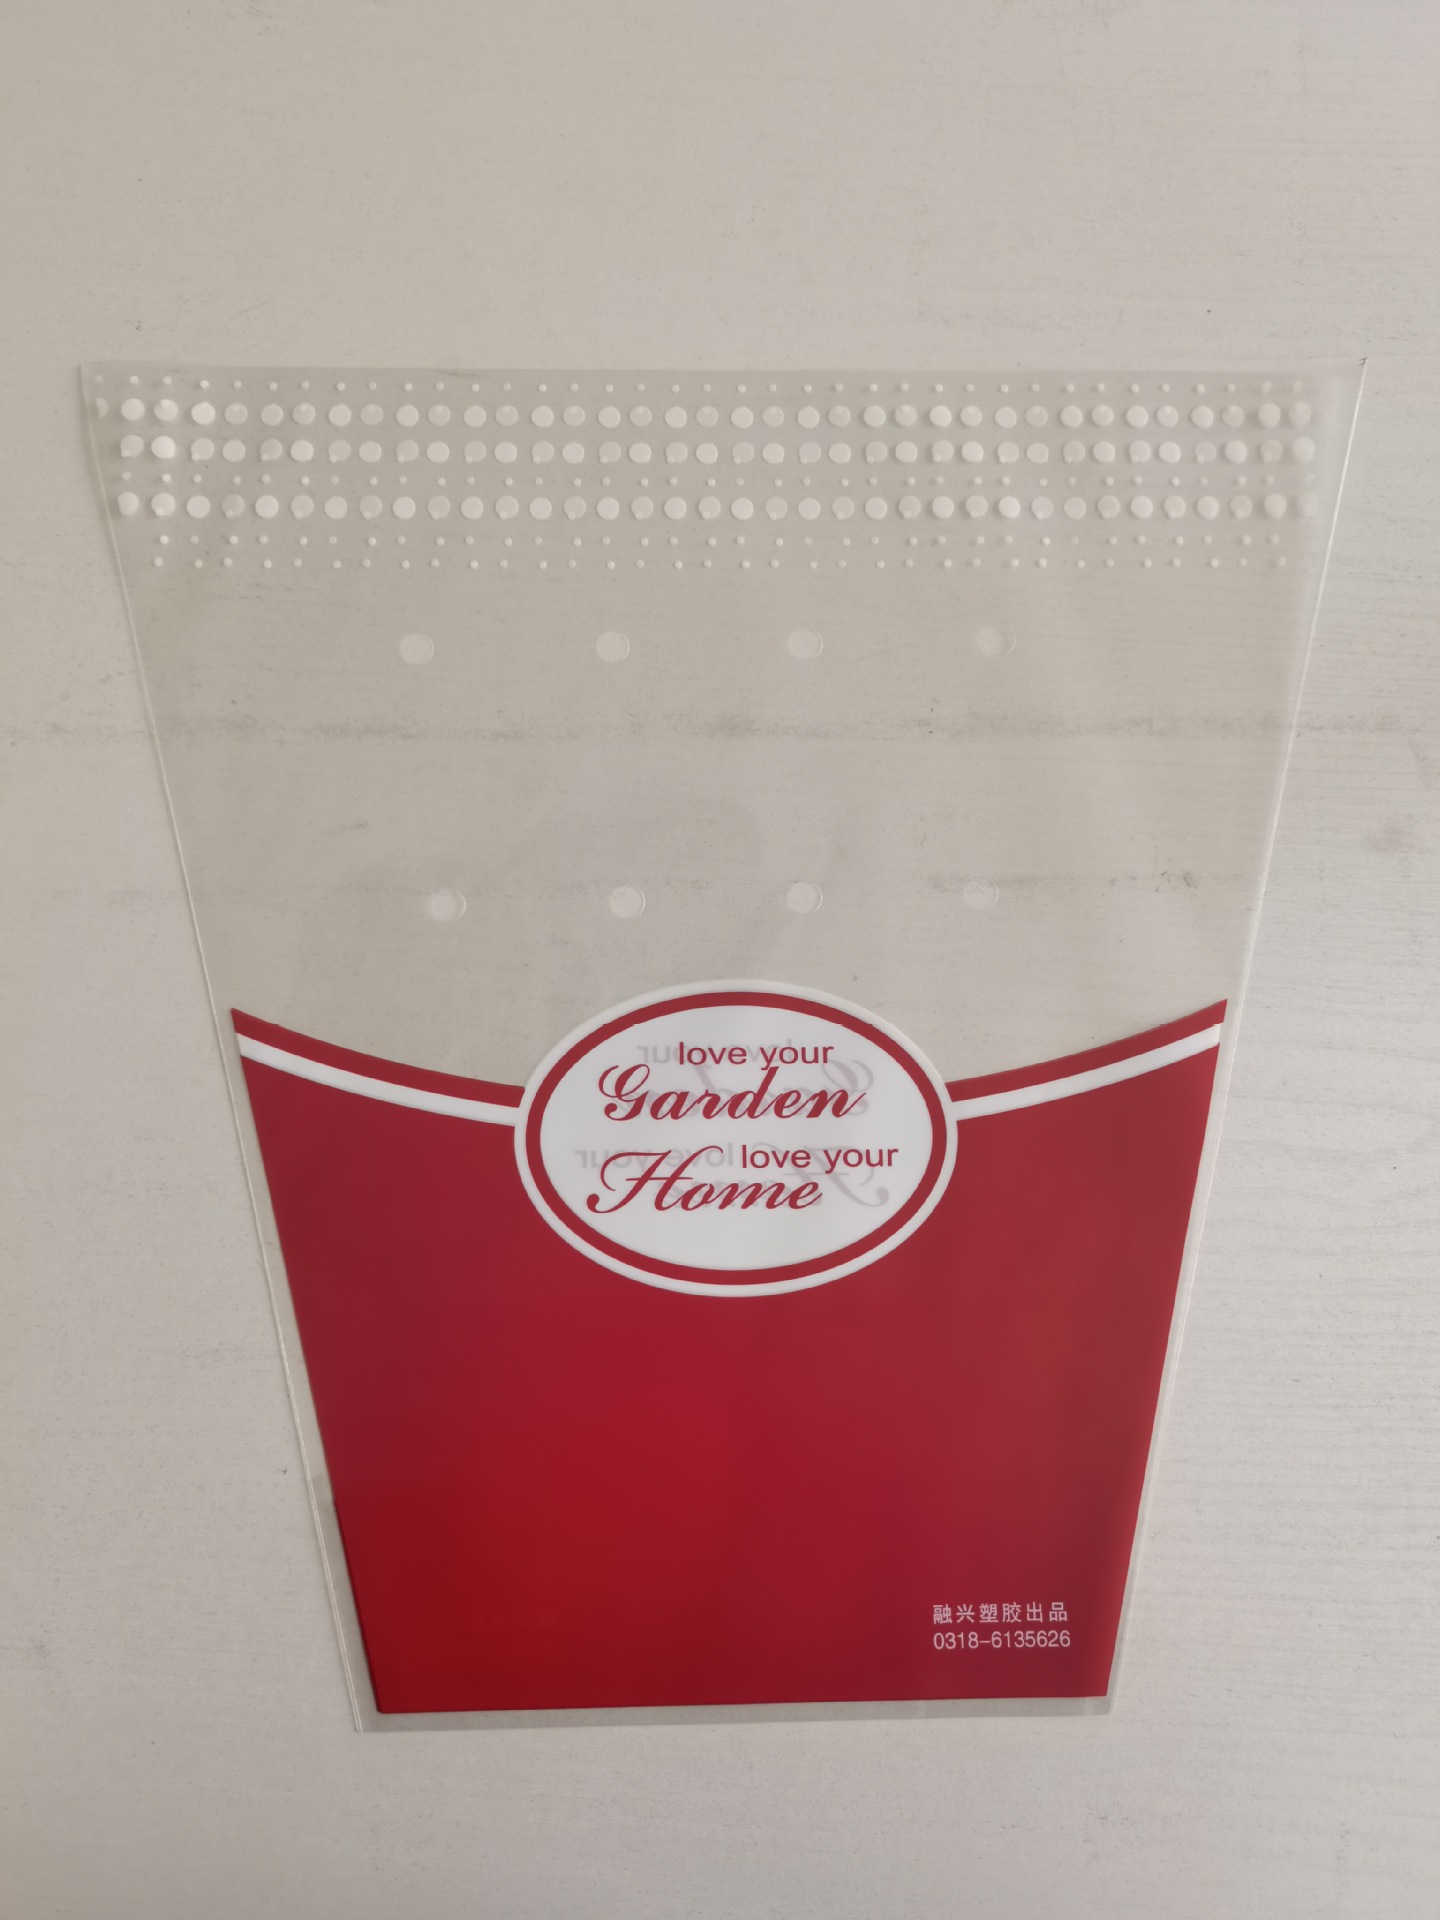 love your
Garden
love your
Home
融兴塑胶出品
0318-6135626